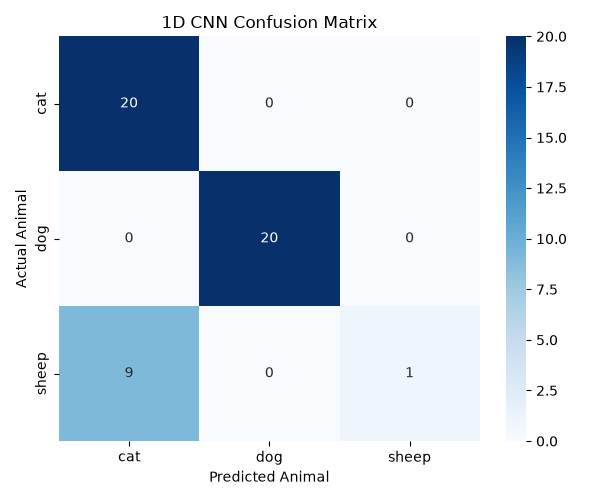 1D CNN Confusion Matrix
20.0
17.5
15.0
12.5
10.0
7.5
5.0
2.5
0.0
Actual Animal
cat
dog
sheep
20 0 0
0 20 0
9 0 1
cat dog sheep
Predicted Animal